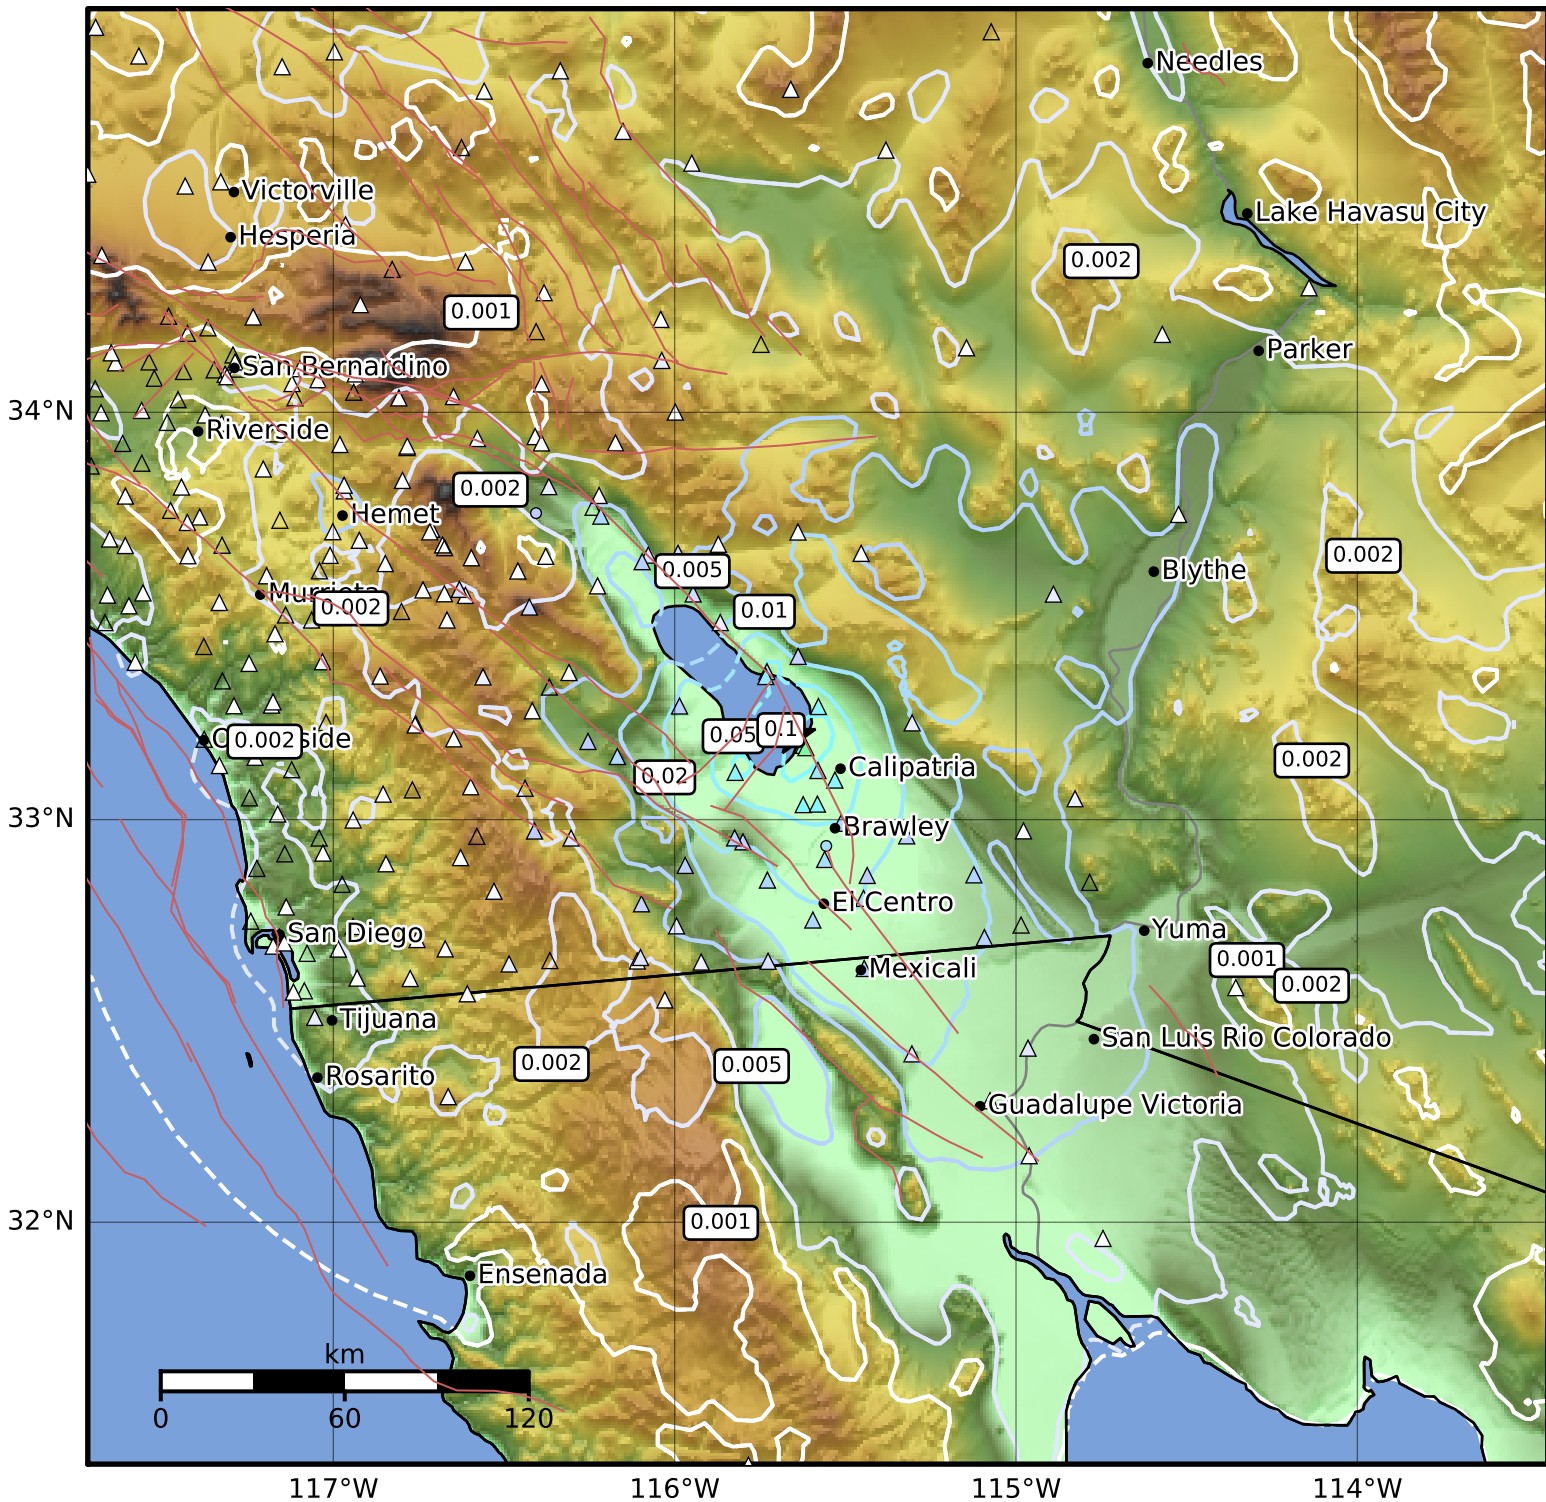 Needles
Victorville
Lake Havasu City
Hesperia
0.002
0.001
Parker
San Bernardino
34°N
Riverside
0.002
Hemet
0.002
0.005
Blythe
Murrieta
0.002
0.01
0.002
side
0.05
0.1
0.002
0.02
Calipatria
33°N
Brawley
El Centro
San Diego
Yuma
0.001
Mexicali
0.002
Tijuana
San Luis Rio Colorado
0.002
0.005
Rosarito
Guadalupe Victoria
32°N
0.001
Ensenada
km
0 60 120
117°W 116°W 115°W 114°W